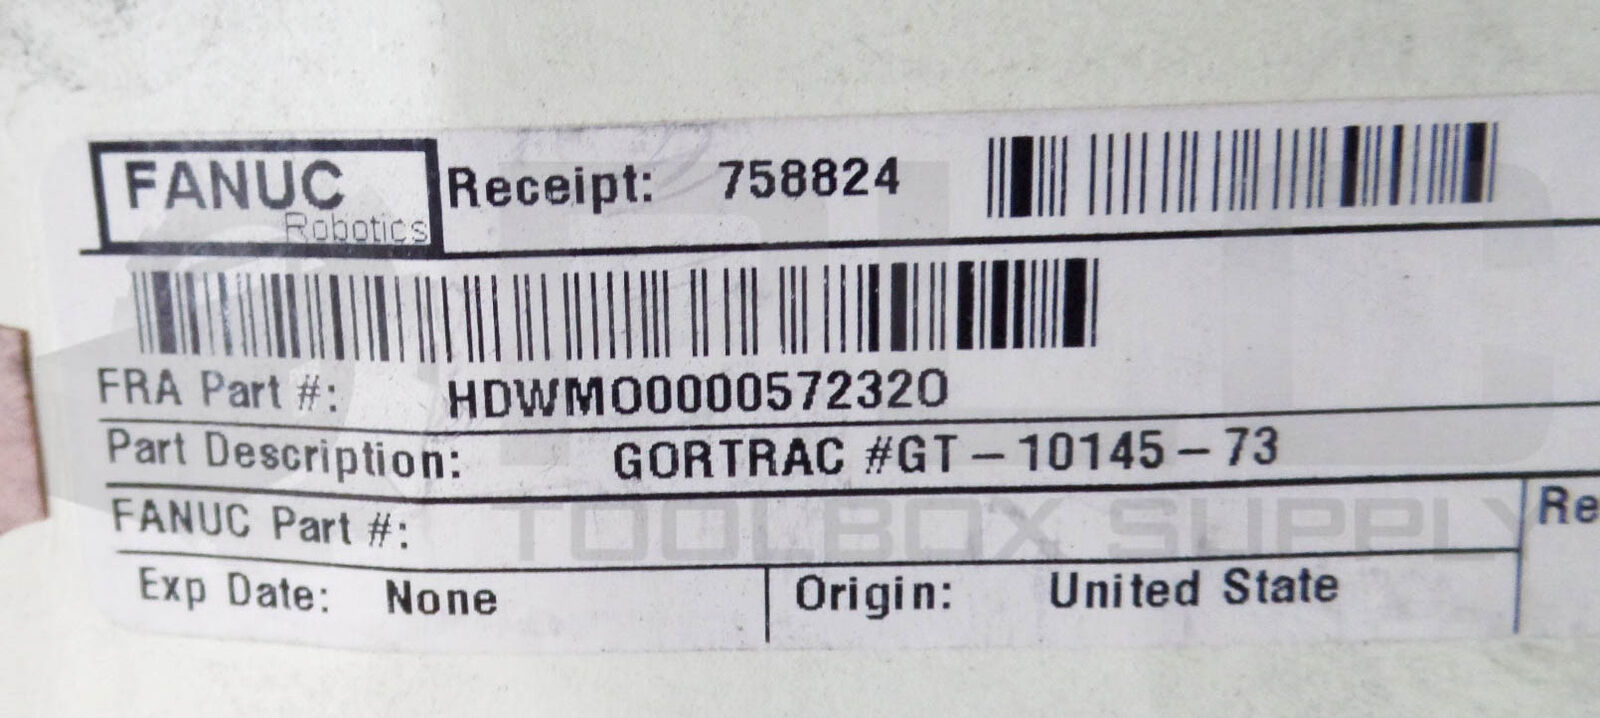 FANUC Robotics
Receipt: 758824
FRA Part #: HDWM00000572320
Part Description: GORTRAC #GT-10145-73
FANUC Part #:
Re
Exp Date: None
Origin: United State
PLC
TOOLBOX SUPPLY